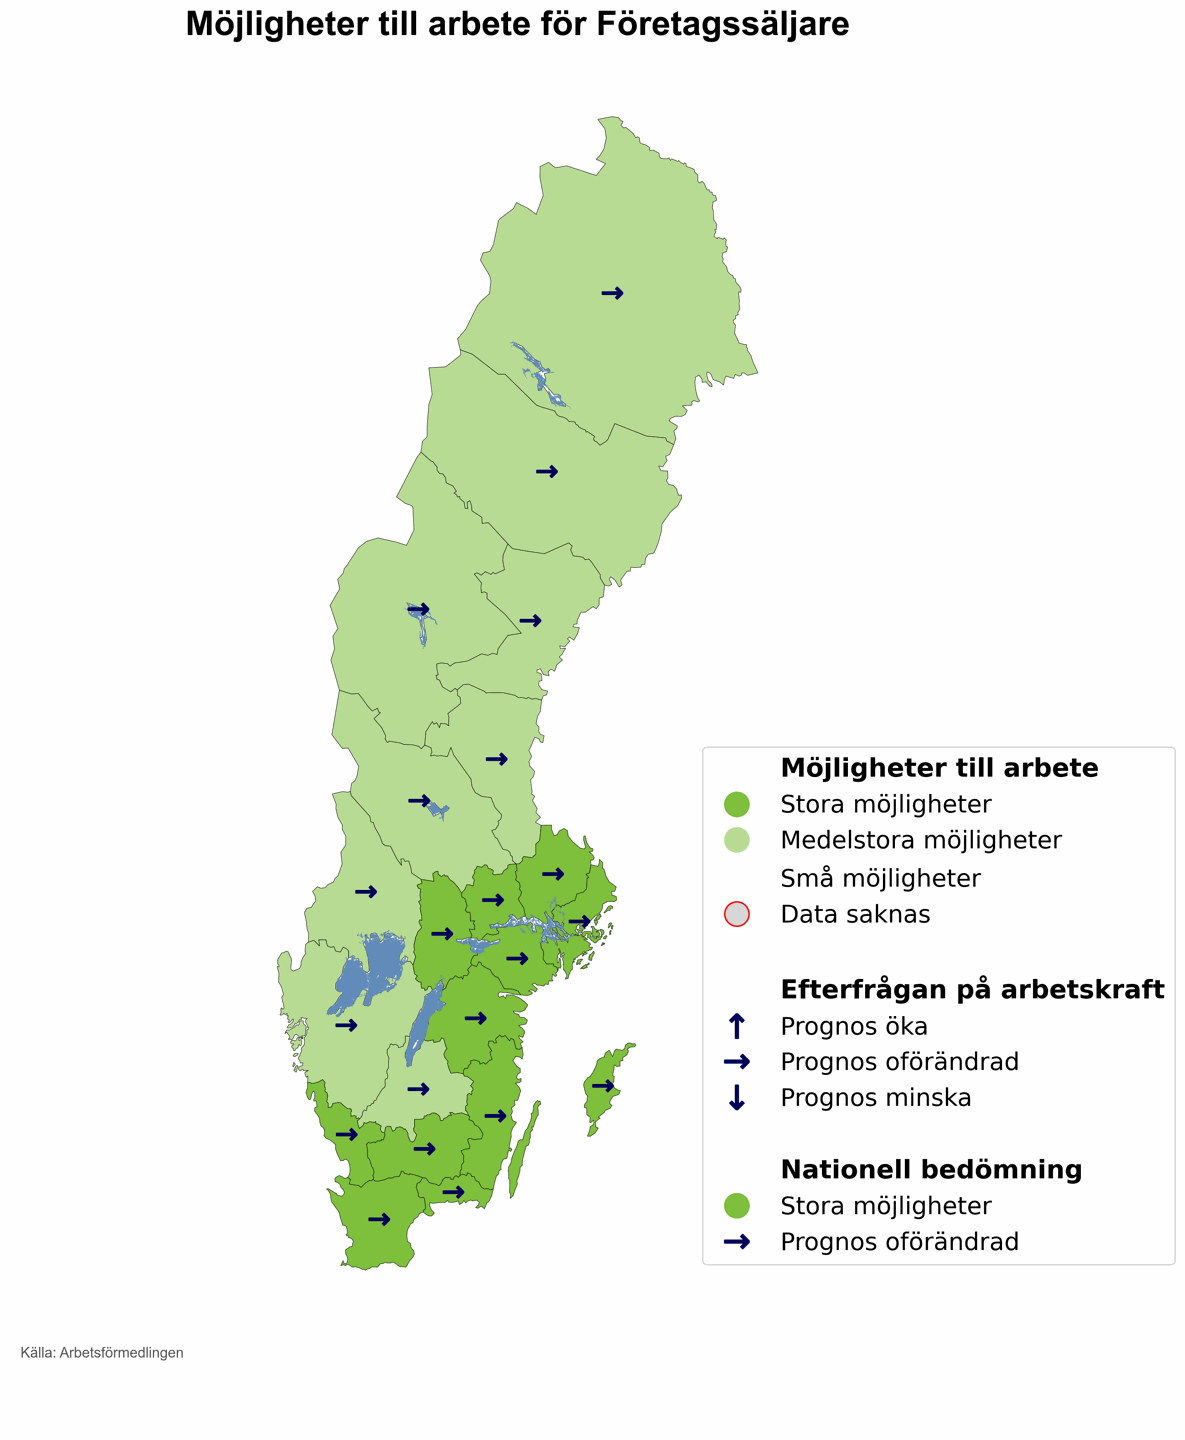 Möjligheter till arbete för Företagssäljare
Möjligheter till arbete
Stora möjligheter
Medelstora möjligheter
Små möjligheter
Data saknas
Efterfrågan på arbetskraft
Prognos öka
Prognos oförändrad
Prognos minska
Nationell bedömning
Stora möjligheter
Prognos oförändrad
Källa: Arbetsförmedlingen